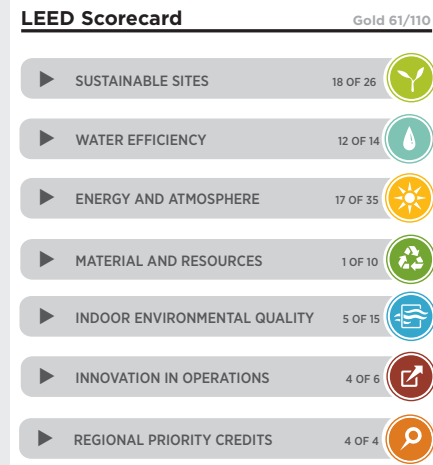 LEED Scorecard Gold 61/110
SUSTAINABLE SITES 18 OF 26
WATER EFFICIENCY 12 OF 14
ENERGY AND ATMOSPHERE 17 OF 35
MATERIAL AND RESOURCES 1 OF 10
INDOOR ENVIRONMENTAL QUALITY 5 OF 15
INNOVATION IN OPERATIONS 4 OF 6
REGIONAL PRIORITY CREDITS 4 OF 4